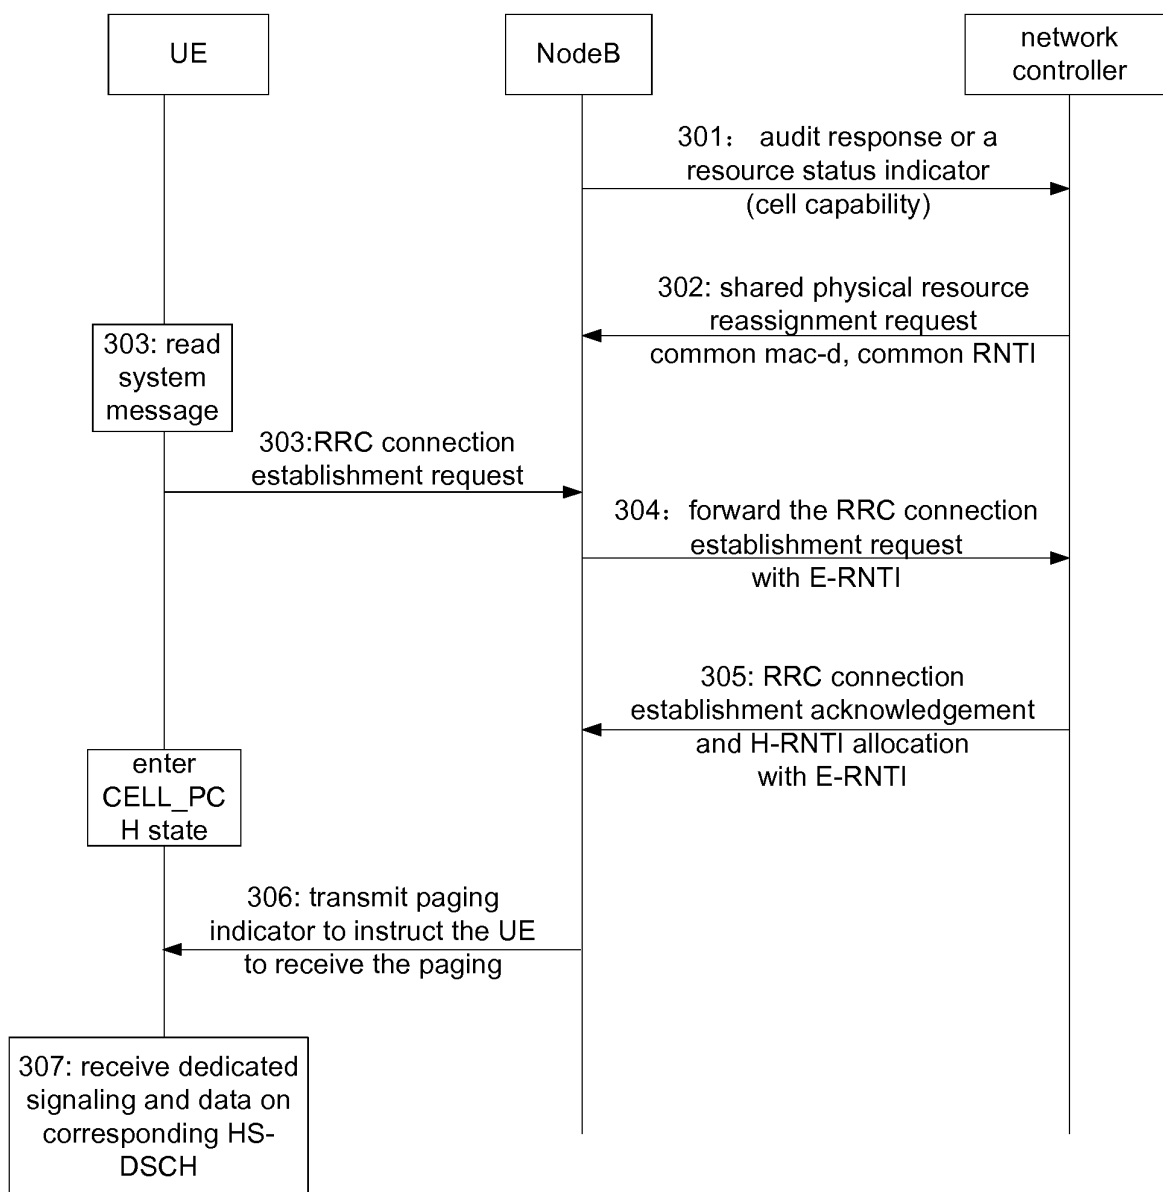 UE
NodeB
network
controller
301： audit response or a
resource status indicator
(cell capability)
302: shared physical resource
reassignment request
common mac-d, common RNTI
303: read
system
message
303:RRC connection
establishment request
304：forward the RRC connection
establishment request
with E-RNTI
305: RRC connection
establishment acknowledgement
and H-RNTI allocation
with E-RNTI
enter
CELL_PC
H state
306: transmit paging
indicator to instruct the UE
to receive the paging
307: receive dedicated
signaling and data on
corresponding HS-
DSCH